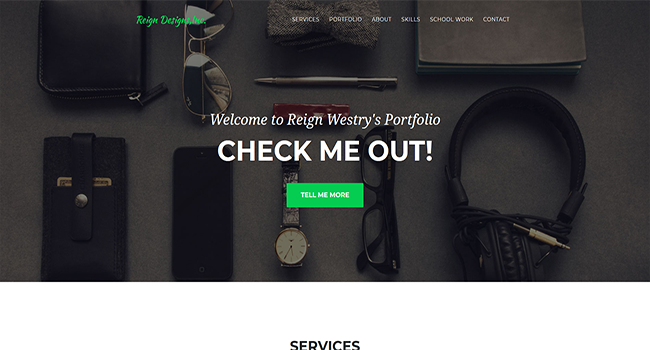 Reign Designs,Inc.
SERVICES PORTFOLIO ABOUT SKILLS SCHOOL WORK CONTACT
Welcome to Reign Westry's Portfolio
CHECK ME OUT!
TELL ME MORE
SERVICES